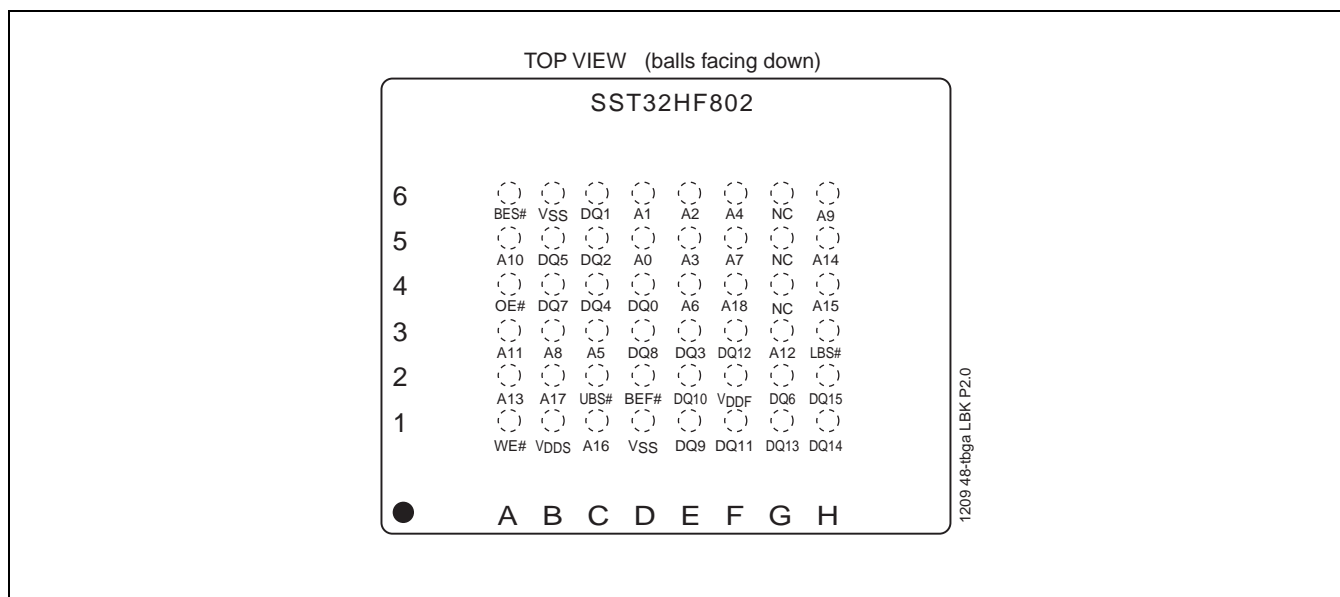 TOP VIEW (balls facing down)
SST32HF802
6
BES# VSS DQ1 A1 A2 A4 NC A9
5
A10 DQ5 DQ2 A0 A3 A7 NC A14
4
OE# DQ7 DQ4 DQ0 A6 A18 NC A15
3
A11 A8 A5 DQ8 DQ3 DQ12 A12 LBS#
2
A13 A17 UBS# BEF# DQ10 VDDF DQ6 DQ15
1
WE# VDDS A16 VSS DQ9 DQ11 DQ13 DQ14
A B C D E F G H
1209 48-tbga LBK P2.0